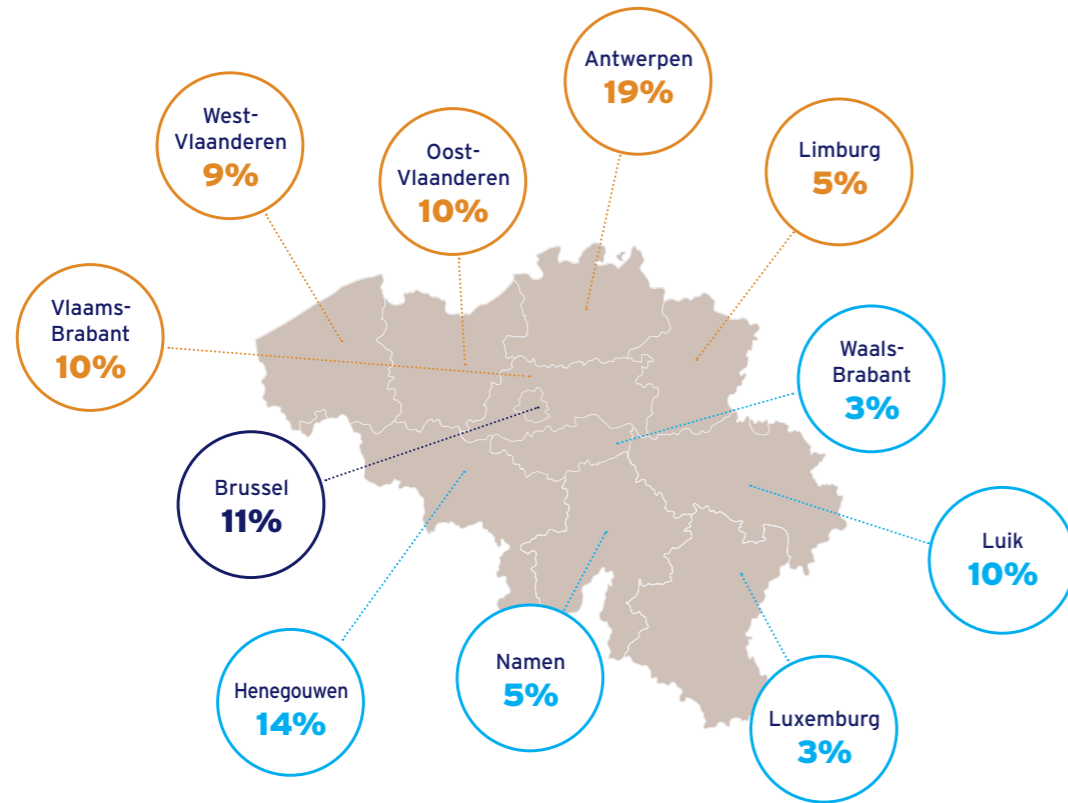 Antwerpen
19%
West-
Vlaanderen
9%
Oost-
Vlaanderen
10%
Limburg
5%
Vlaams-
Brabant
10%
Waals-
Brabant
3%
Brussel
11%
Luik
10%
Henegouwen
14%
Namen
5%
Luxemburg
3%